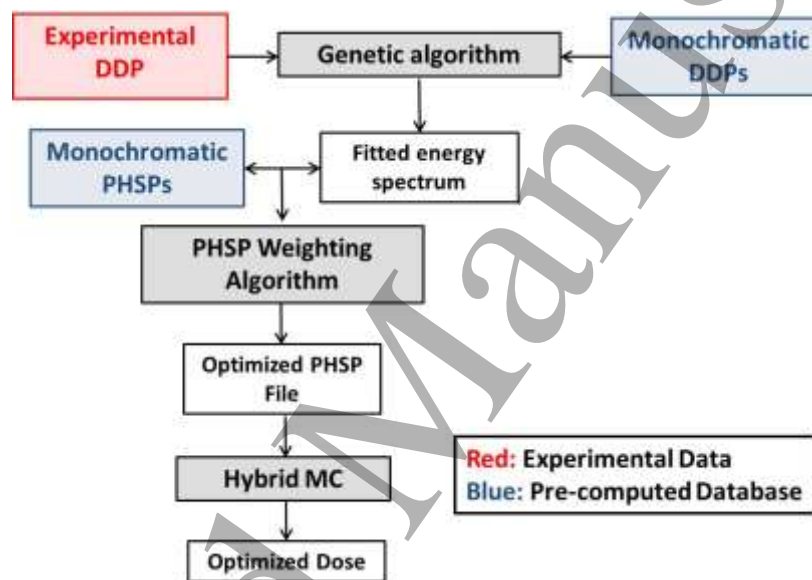 Experimental
DDP
Genetic algorithm
Monochromatic
DDPs
Monochromatic
PHSPs
Fitted energy
spectrum
PHSP Weighting
Algorithm
Optimized PHSP
File
Hybrid MC
Red: Experimental Data
Blue: Pre-computed Database
Optimized Dose